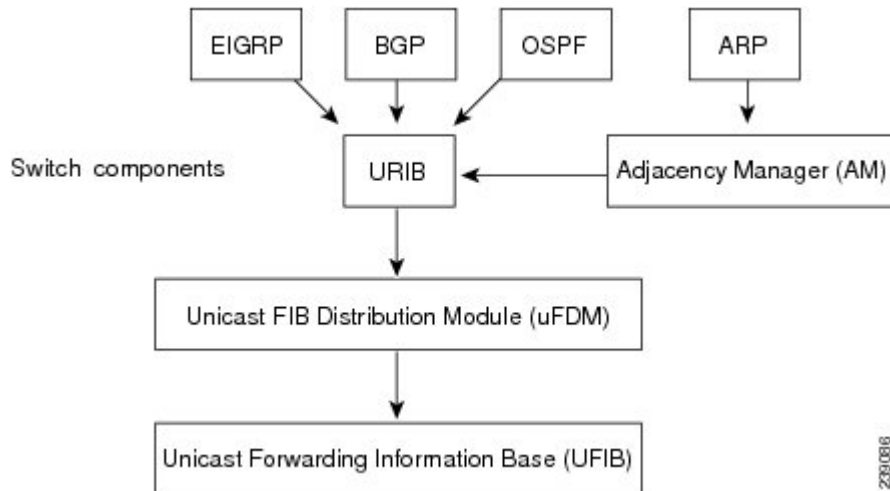 EIGRP
BGP
OSPF
ARP
Switch components
URIB
Adjacency Manager (AM)
Unicast FIB Distribution Module (uFDM)
Unicast Forwarding Information Base (UFIB)
239086